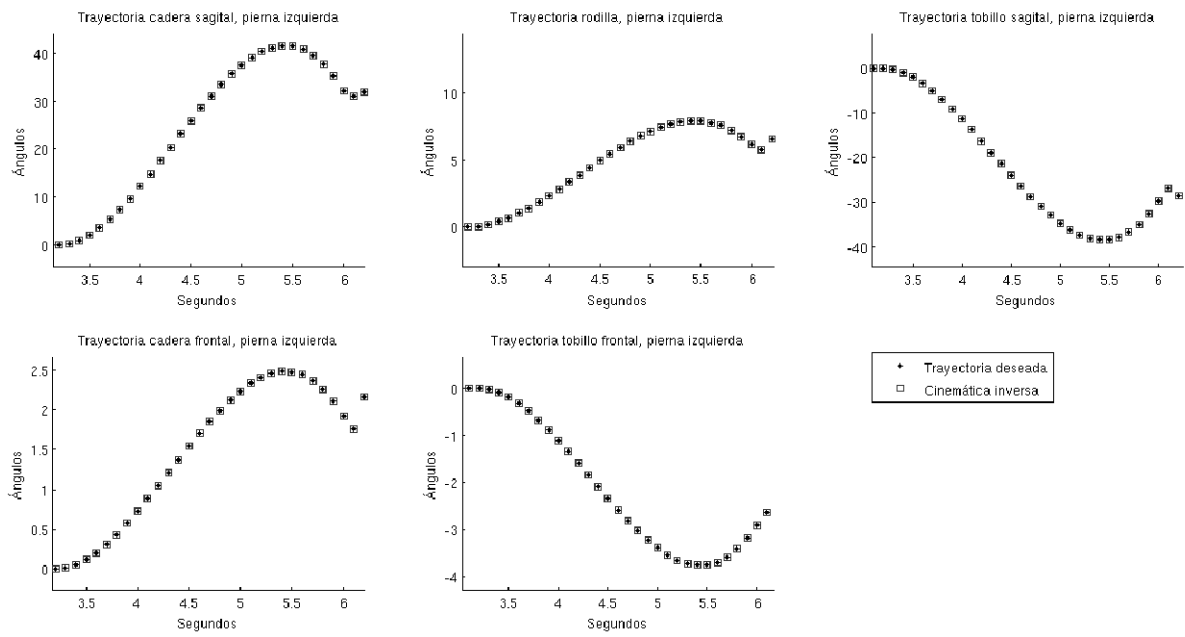 Trayectoria cadera sagital, pierna izquierda
40
30
20
10
0
Ángulos
3.5 4 4.5 5 5.5 6
Segundos
Trayectoria rodilla, pierna izquierda
10
5
0
Ángulos
3.5 4 4.5 5 5.5 6
Segundos
Trayectoria tobillo sagital, pierna izquierda
0
-10
-20
-30
-40
Ángulos
3.5 4 4.5 5 5.5 6
Segundos
Trayectoria cadera frontal, pierna izquierda
2.5
2
1.5
1
0.5
0
Ángulos
3.5 4 4.5 5 5.5 6
Segundos
Trayectoria tobillo frontal, pierna izquierda
0
-1
-2
-3
-4
Ángulos
3.5 4 4.5 5 5.5 6
Segundos
Trayectoria deseada
Cinemática inversa